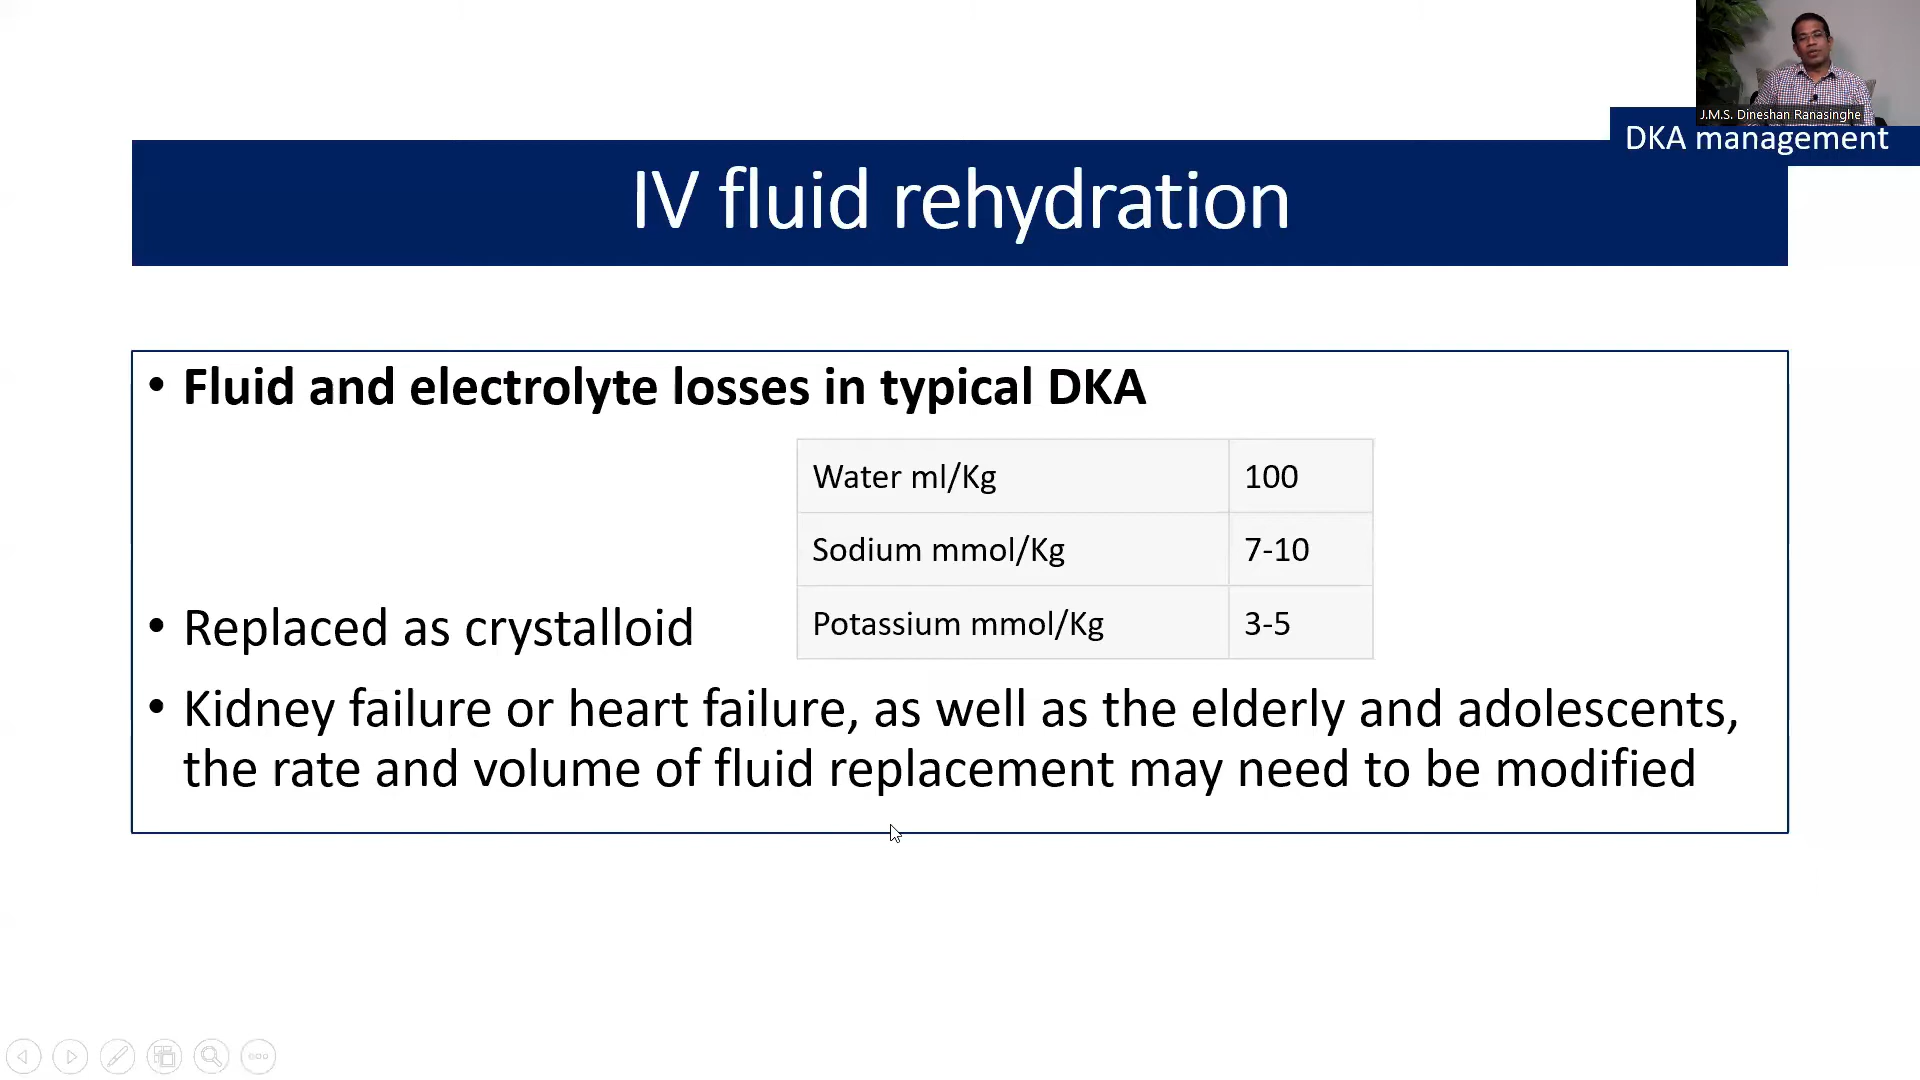 J.M.S. Dineshan Ranasinghe
DKA management
IV fluid rehydration
• Fluid and electrolyte losses in typical DKA
Water ml/Kg 100
Sodium mmol/Kg 7-10
Potassium mmol/Kg 3-5
• Replaced as crystalloid
• Kidney failure or heart failure, as well as the elderly and adolescents,
the rate and volume of fluid replacement may need to be modified